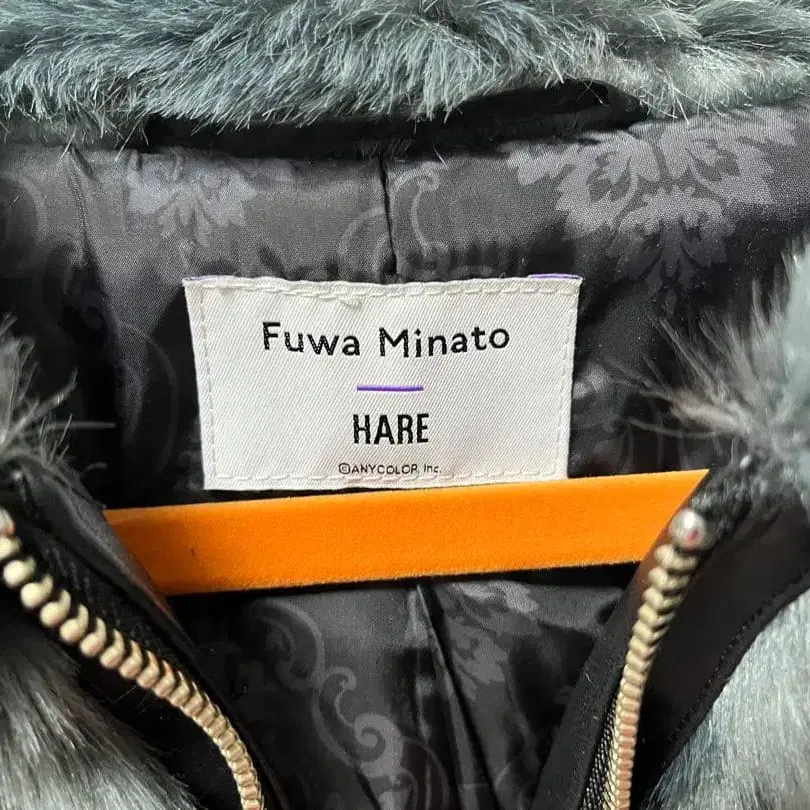 Fuwa Minato
HARE
©ANYCOLOR, Inc.